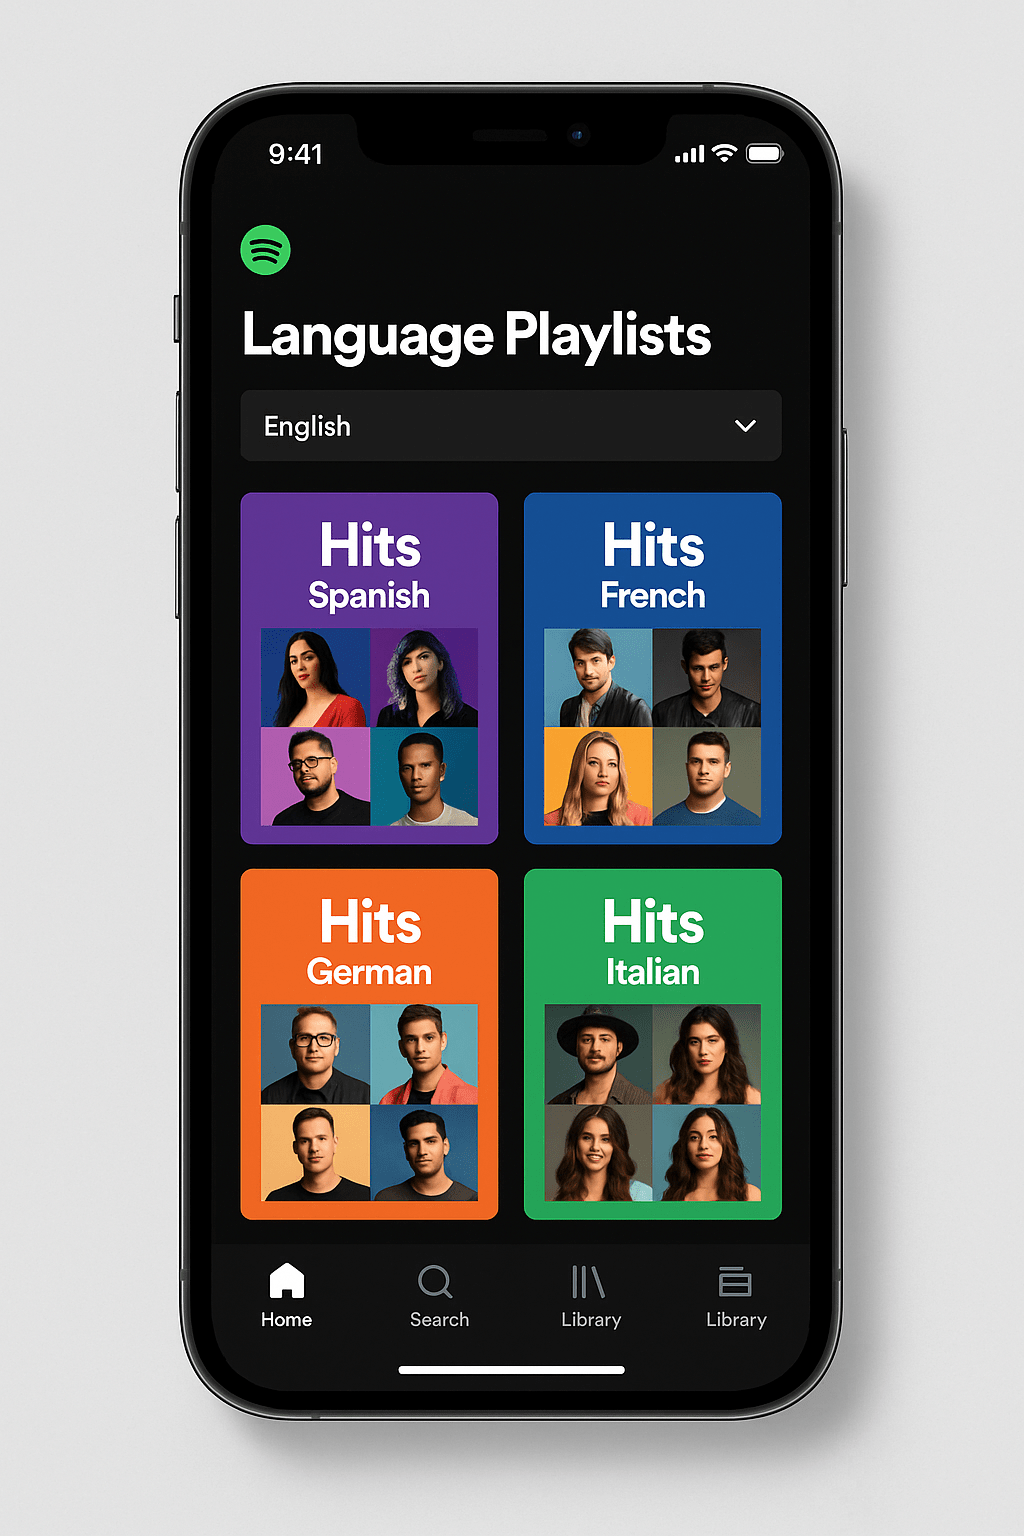 9:41
Language Playlists
English
Hits
Spanish
Hits
French
Hits
German
Hits
Italian
Home
Search
Library
Library